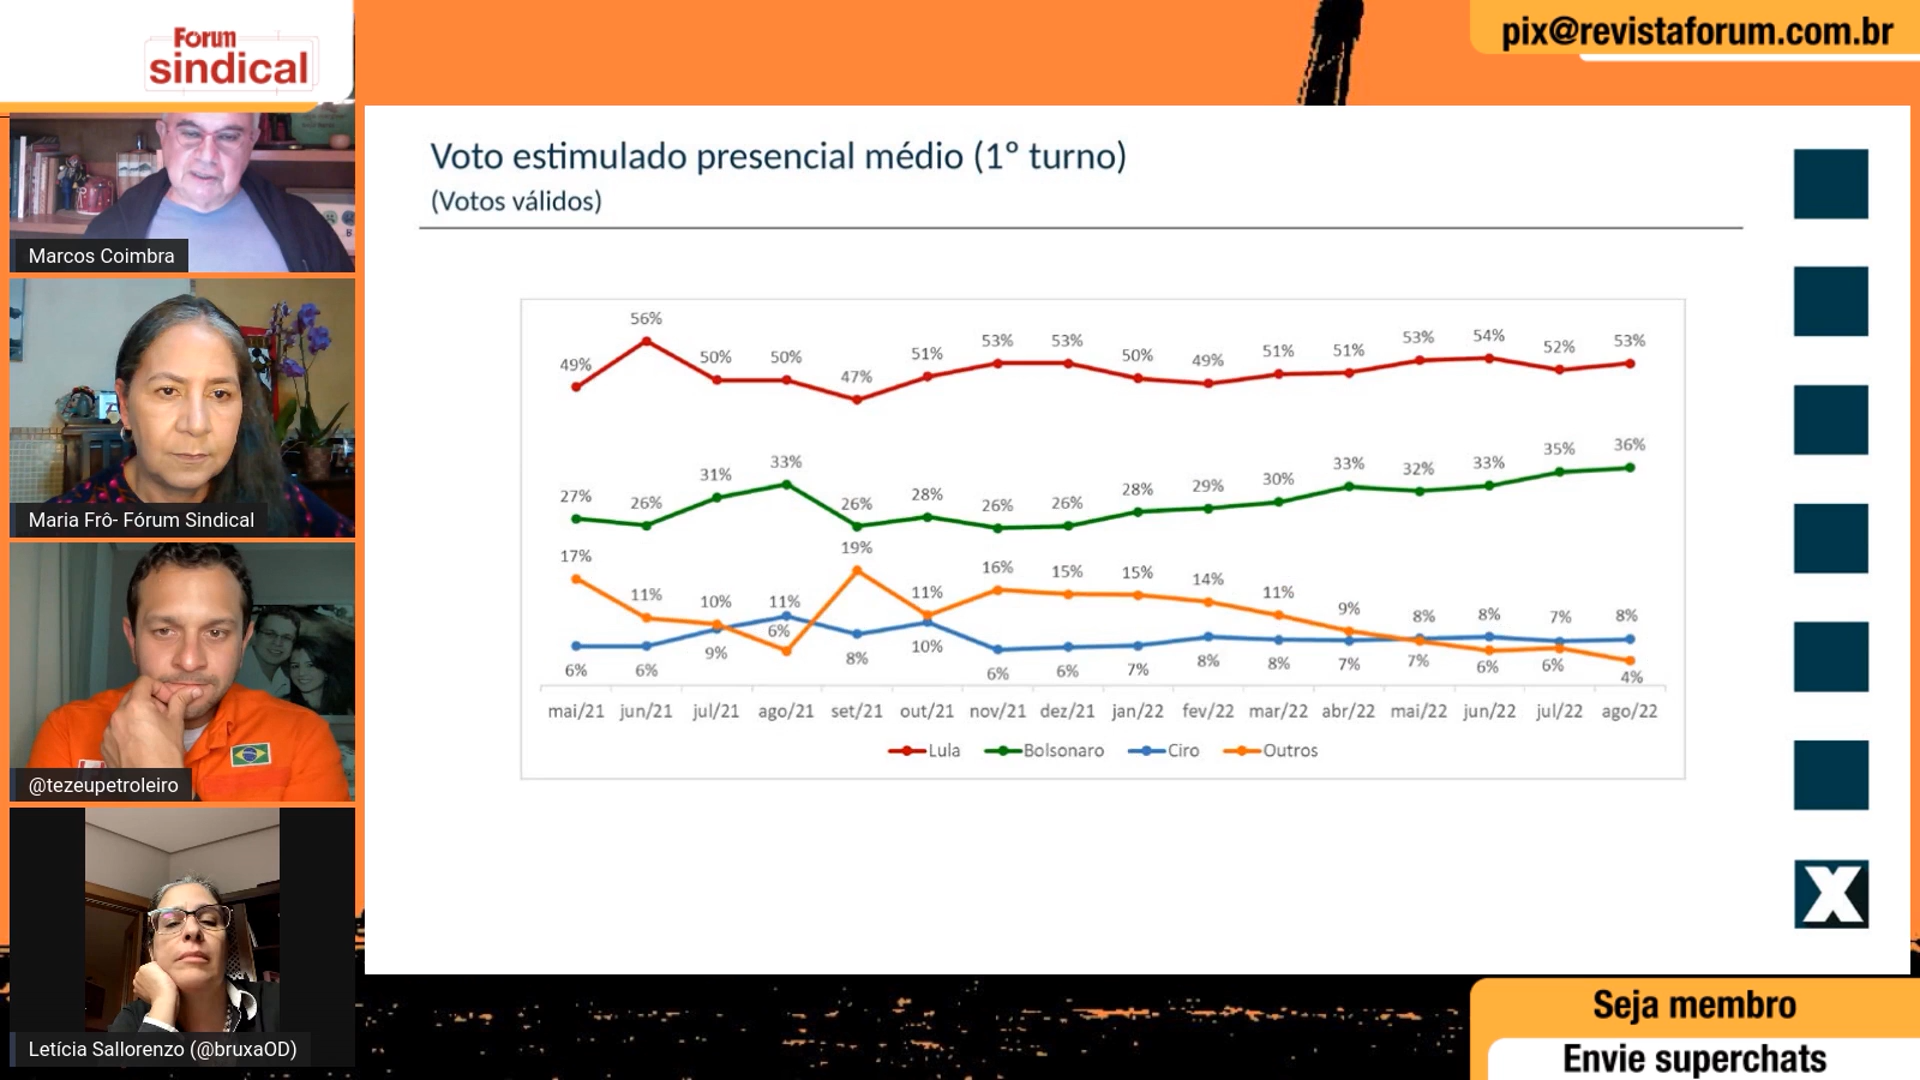 Forum
sindical
pix@revistaforum.com.br
Marcos Coimbra
Maria Frô- Fórum Sindical
@tezeupetroleiro
Letícia Sallorenzo (@bruxaOD)
Voto estimulado presencial médio (1º turno)
(Votos válidos)
49% 56% 50% 50% 47% 51% 53% 53% 50% 49% 51% 51% 53% 54% 52% 53%
27% 26% 31% 33% 26% 28% 26% 26% 28% 29% 30% 33% 32% 33% 35% 36%
17% 11% 10% 11% 19% 11% 16% 15% 15% 14% 11% 9% 8% 8% 7% 8%
6% 6% 9% 6% 8% 10% 6% 6% 7% 8% 8% 7% 7% 6% 6% 4%
mai/21 jun/21 jul/21 ago/21 set/21 out/21 nov/21 dez/21 jan/22 fev/22 mar/22 abr/22 mai/22 jun/22 jul/22 ago/22
Lula Bolsonaro Ciro Outros
X
Seja membro
Envie superchats